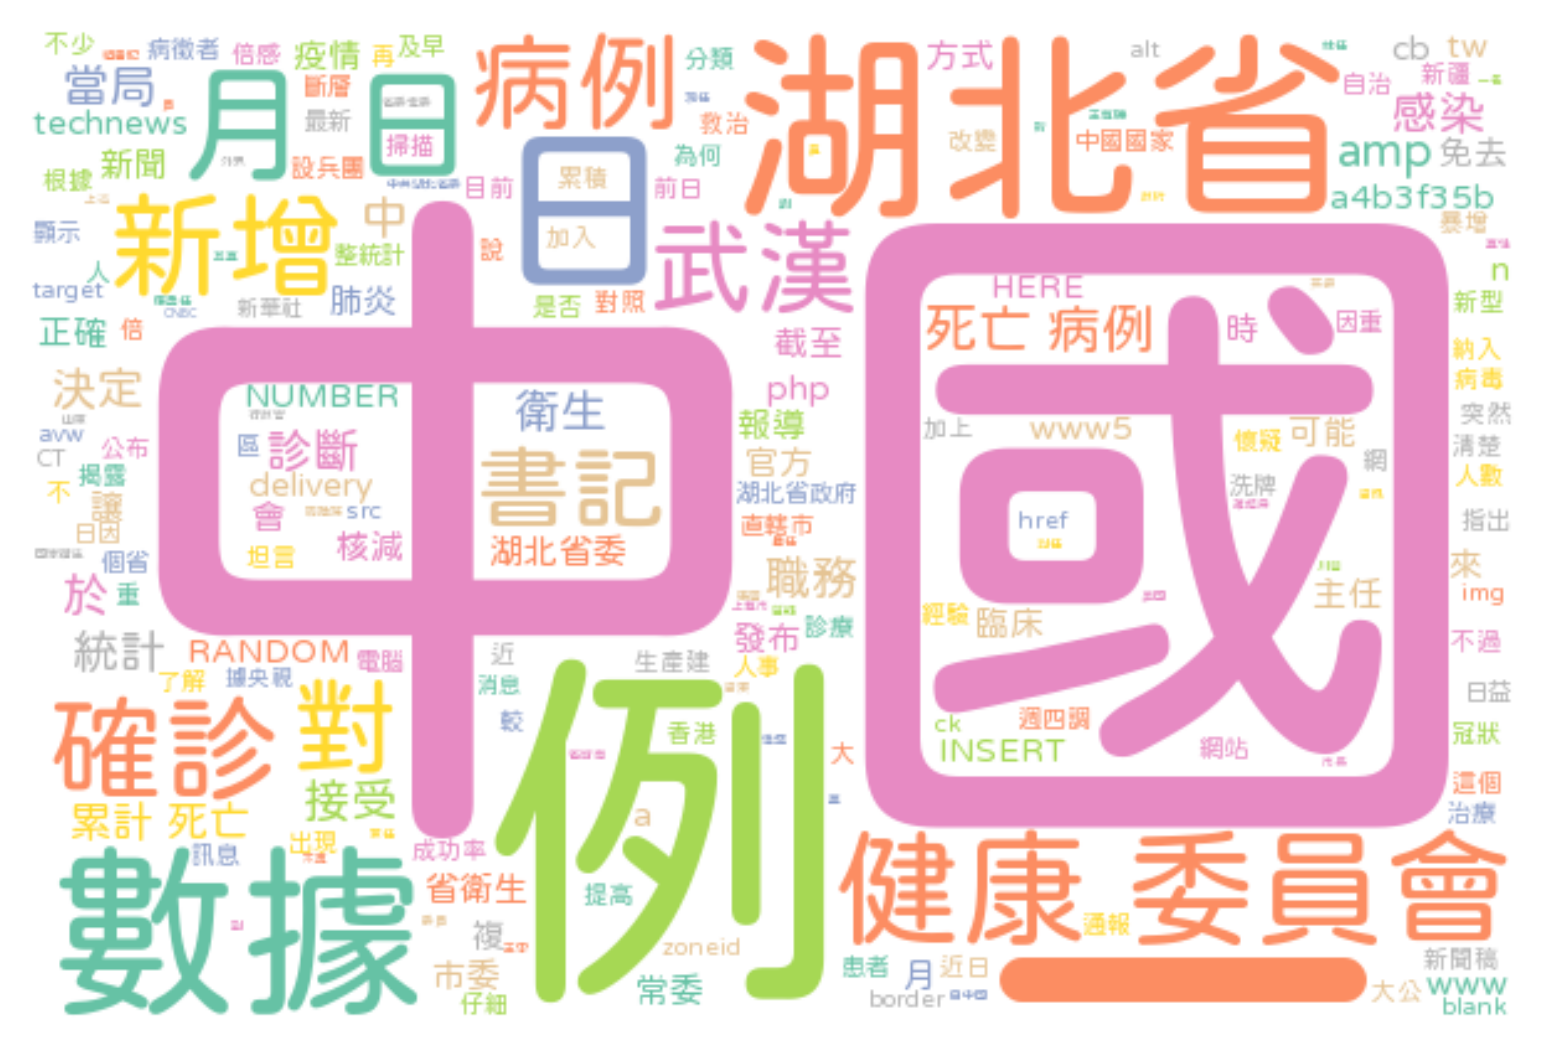 不少
病徵者
倍感
疫情
再
及早
病例
分類
湖北省
方式
alt
cb
tw
當局
月
日
斷層
自治
新疆
感染
technews
最新
掃描
救治
改變
中國國家
amp
免去
新聞
設兵團
為何
根據
目前
日
累積
前日
a4b3f35b
顯示
新增
中
整統計
說
加入
武漢
暴增
人
target
新華社
肺炎
是否
對照
中國
HERE
n
新型
正確
倍
截至
死亡 病例
時
因重
納入
決定
NUMBER
衛生
php
病毒
avw
公布
區
診斷
書記
報導
加上
www5
懷疑
可能
突然
CT
揭露
delivery
官方
網
清楚
不
讓
會
src
湖北省政府
洗牌
人數
日因
坦言
核減
湖北省委
直轄市
href
指出
個省
於
重
職務
主任
來
img
統計
RANDOM
電腦
近
生產建
發布
診療
經驗
臨床
不過
了解
據央視
消息
人事
日益
確診
對
較
例
香港
大
ck
週四調
冠狀
INSERT
網站
累計 死亡
接受
a
這個
治療
出現
訊息
成功率
數據
省衛生
提高
健康
委員會
通報
複
zoneid
市委
常委
患者
月
近日
一
新聞稿
仔細
border
大公
www
blank